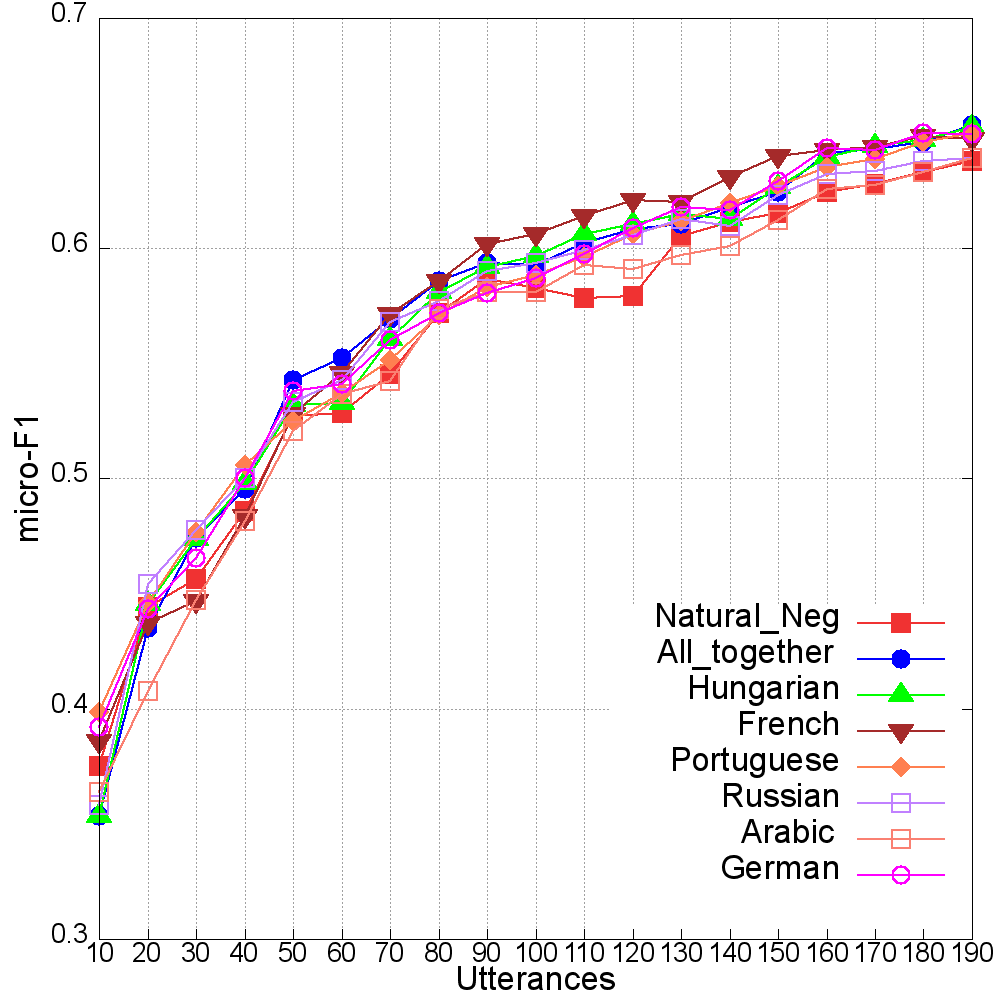 0.7
0.6
0.5
0.4
0.3
micro-F1
Natural_Neg
All_together
Hungarian
French
Portuguese
Russian
Arabic
German
10 20 30 40 50 60 70 80 90 100 110 120 130 140 150 160 170 180 190
Utterances